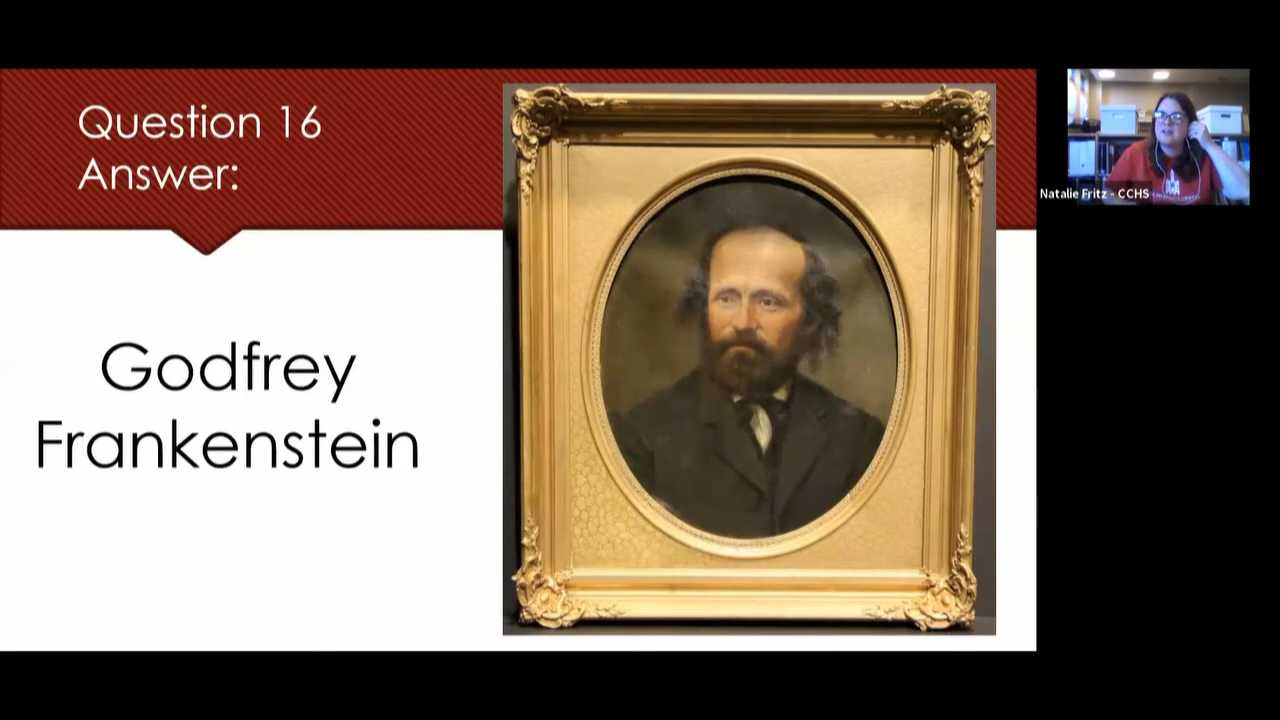 Question 16
Answer:
Godfrey
Frankenstein
Natalie Fritz - CCHS